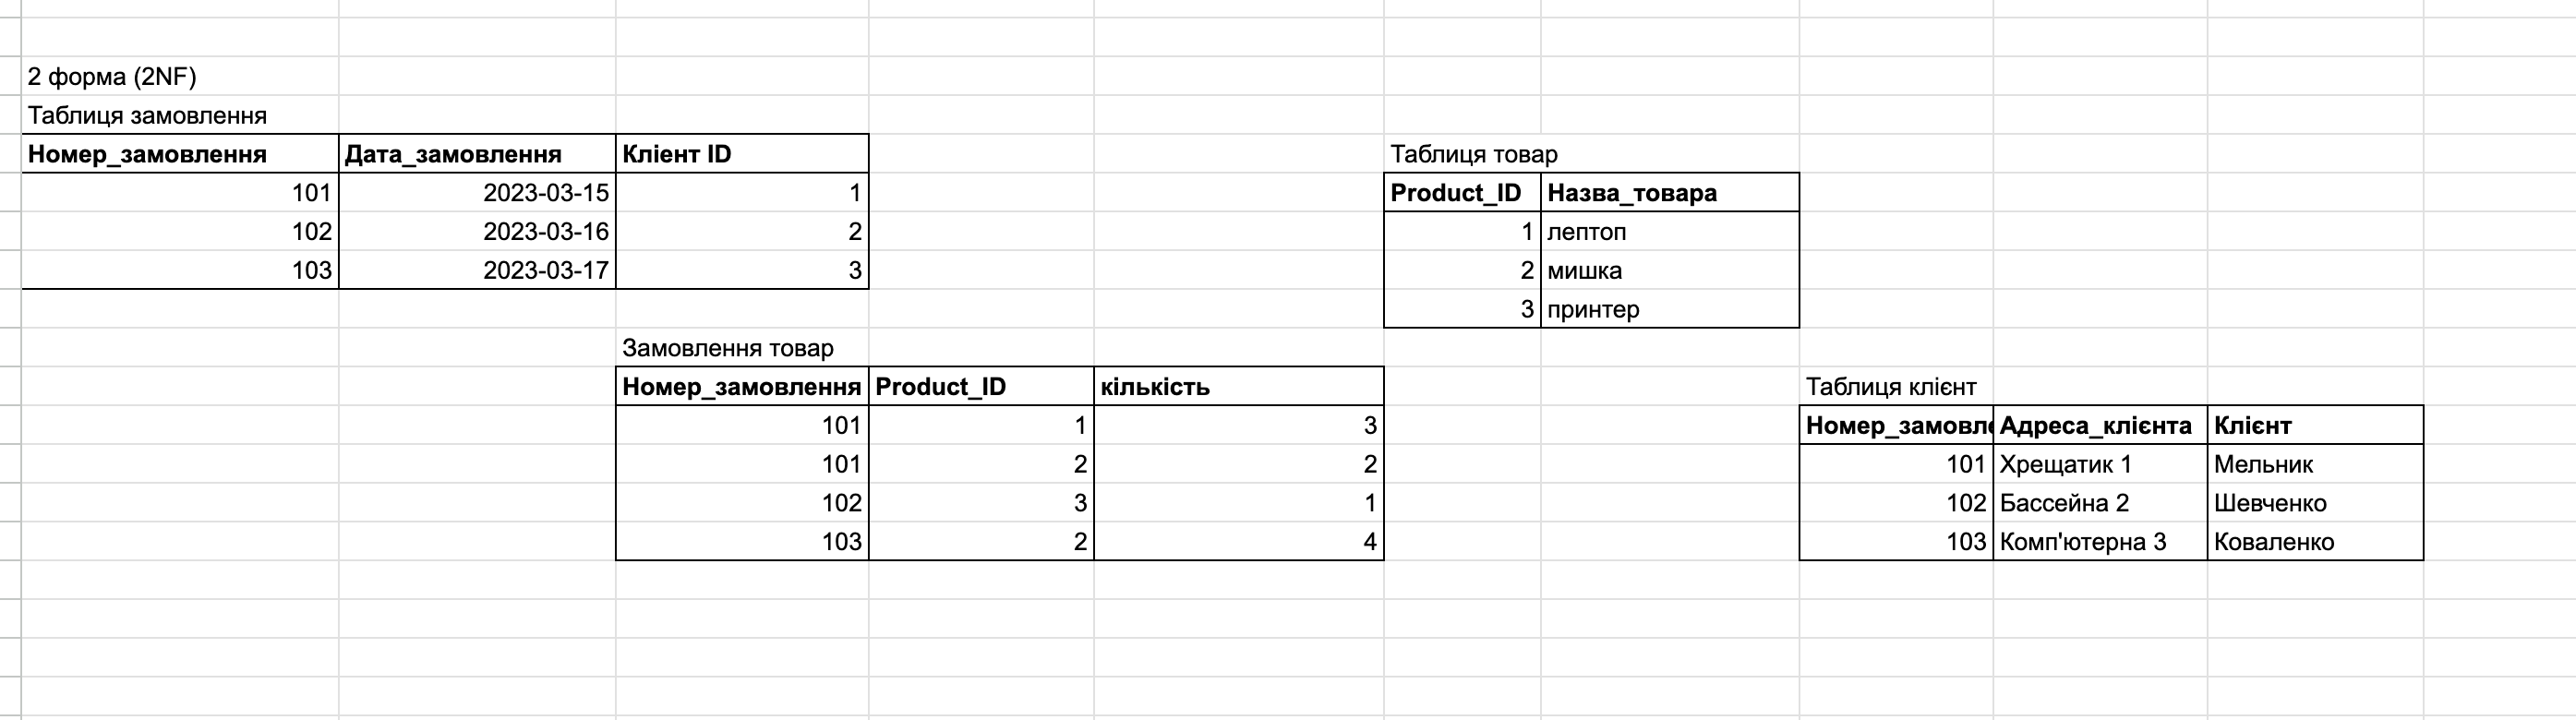 2 форма (2NF)
Таблиця замовлення
Номер_замовлення Дата_замовлення Клієнт ID
101 2023-03-15 1
102 2023-03-16 2
103 2023-03-17 3
Таблиця товар
Product_ID Назва_товара
1 лептоп
2 мишка
3 принтер
Замовлення товар
Номер_замовлення Product_ID кількість
101 1 3
101 2 2
102 3 1
103 2 4
Таблиця клієнт
Номер_замовл Адреса_клієнта Клієнт
101 Хрещатик 1 Мельник
102 Бассейна 2 Шевченко
103 Комп'ютерна 3 Коваленко